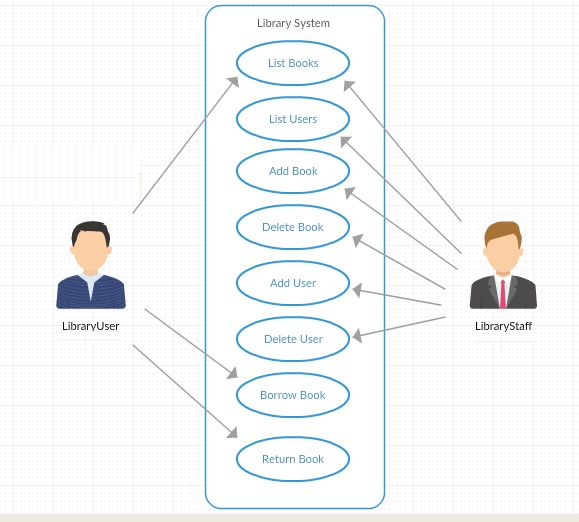 Library System
List Books
List Users
Add Book
Delete Book
Add User
LibraryUser
LibraryStaff
Delete User
Borrow Book
Return Book